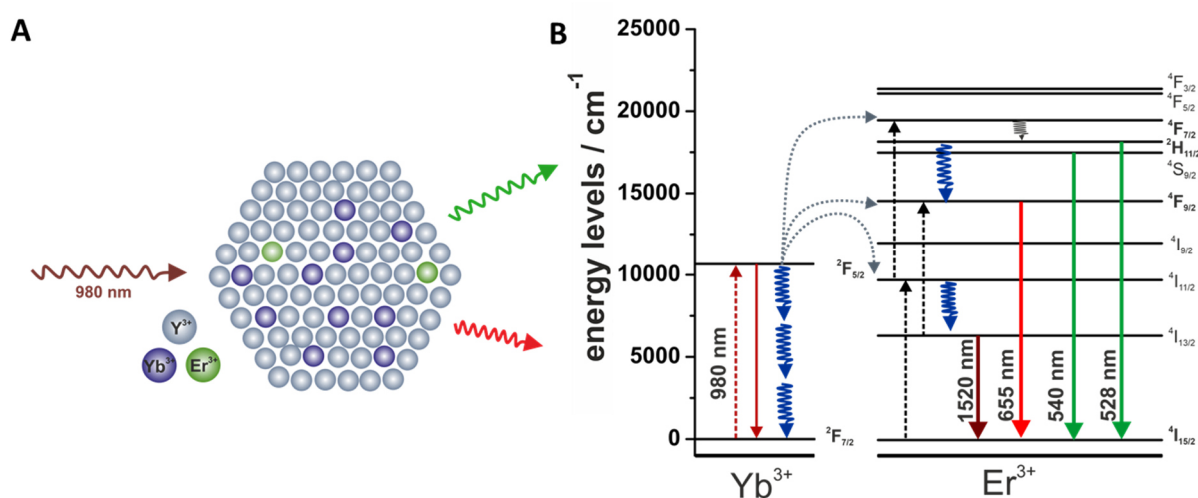 A
980 nm
Y³⁺
Yb³⁺
Er³⁺
B
energy levels / cm⁻¹
25000
20000
15000
10000
5000
0
980 nm
²F₅/₂
²F₇/₂
Yb³⁺
1520 nm
655 nm
540 nm
528 nm
⁴F₃/₂
⁴F₅/₂
⁴F₇/₂
²H₁₁/₂
⁴S₉/₂
⁴F₉/₂
⁴I₉/₂
⁴I₁₁/₂
⁴I₁₃/₂
⁴I₁₅/₂
Er³⁺